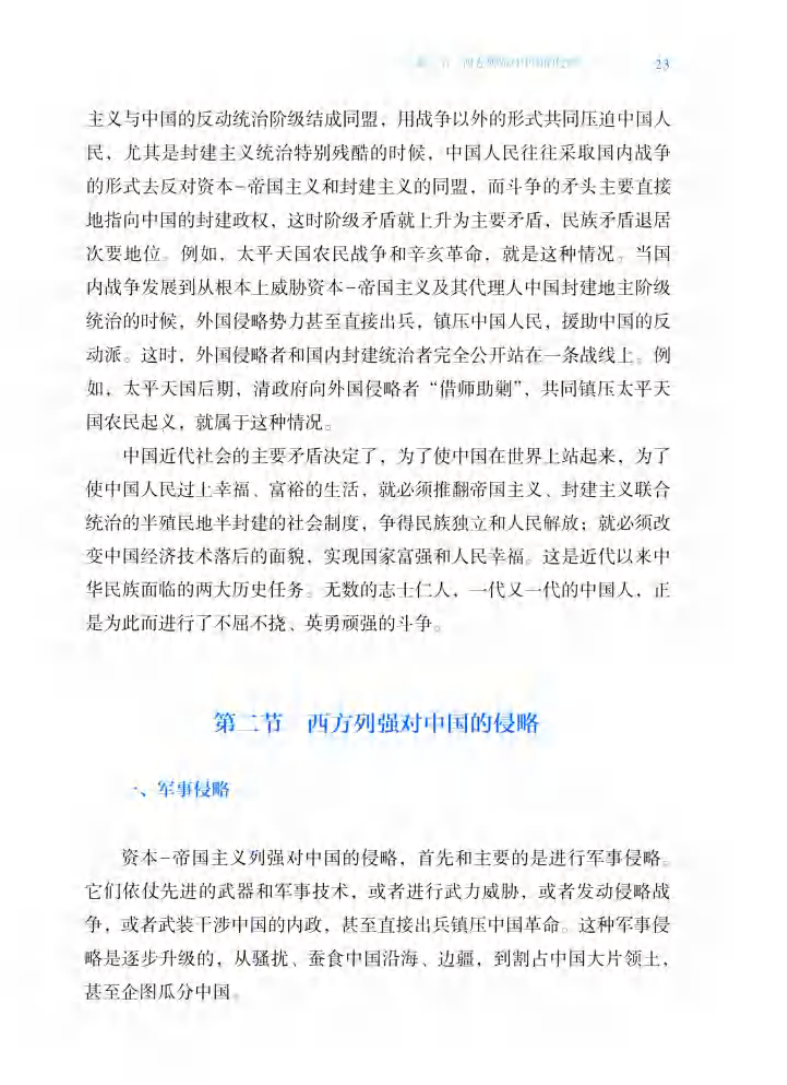 23
主义与中国的反动统治阶级结成同盟，用战争以外的形式共同压迫中国人
民，尤其是封建主义统治特别残酷的时候，中国人民往往采取国内战争
的形式去反对资本-帝国主义和封建主义的同盟，而斗争的矛头主要直接
地指向中国的封建政权，这时阶级矛盾就上升为主要矛盾，民族矛盾退居
次要地位。例如，太平天国农民战争和辛亥革命，就是这种情况。当国
内战争发展到从根本上威胁资本-帝国主义及其代理人中国封建地主阶级
统治的时候，外国侵略势力甚至直接出兵，镇压中国人民，援助中国的反
动派。这时，外国侵略者和国内封建统治者完全公开站在一条战线上。例
如，太平天国后期，清政府向外国侵略者“借师助剿”，共同镇压太平天
国农民起义，就属于这种情况。
中国近代社会的主要矛盾决定了，为了使中国在世界上站起来，为了
使中国人民过上幸福、富裕的生活，就必须推翻帝国主义、封建主义联合
统治的半殖民地半封建的社会制度，争得民族独立和人民解放；就必须改
变中国经济技术落后的面貌，实现国家富强和人民幸福。这是近代以来中
华民族面临的两大历史任务。无数的志士仁人，一代又一代的中国人，正
是为此而进行了不屈不挠、英勇顽强的斗争。
第二节 西方列强对中国的侵略
一、军事侵略
资本-帝国主义列强对中国的侵略，首先和主要的是进行军事侵略。
它们依仗先进的武器和军事技术，或者进行武力威胁，或者发动侵略战
争，或者武装干涉中国的内政，甚至直接出兵镇压中国革命。这种军事侵
略是逐步升级的，从骚扰、蚕食中国沿海、边疆，到割占中国大片领土，
甚至企图瓜分中国。